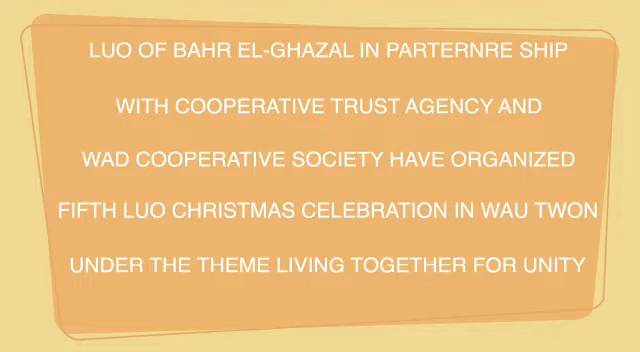 LUO OF BAHR EL-GHAZAL IN PARTERNRE SHIP
WITH COOPERATIVE TRUST AGENCY AND
WAD COOPERATIVE SOCIETY HAVE ORGANIZED
FIFTH LUO CHRISTMAS CELEBRATION IN WAU TWON
UNDER THE THEME LIVING TOGETHER FOR UNITY